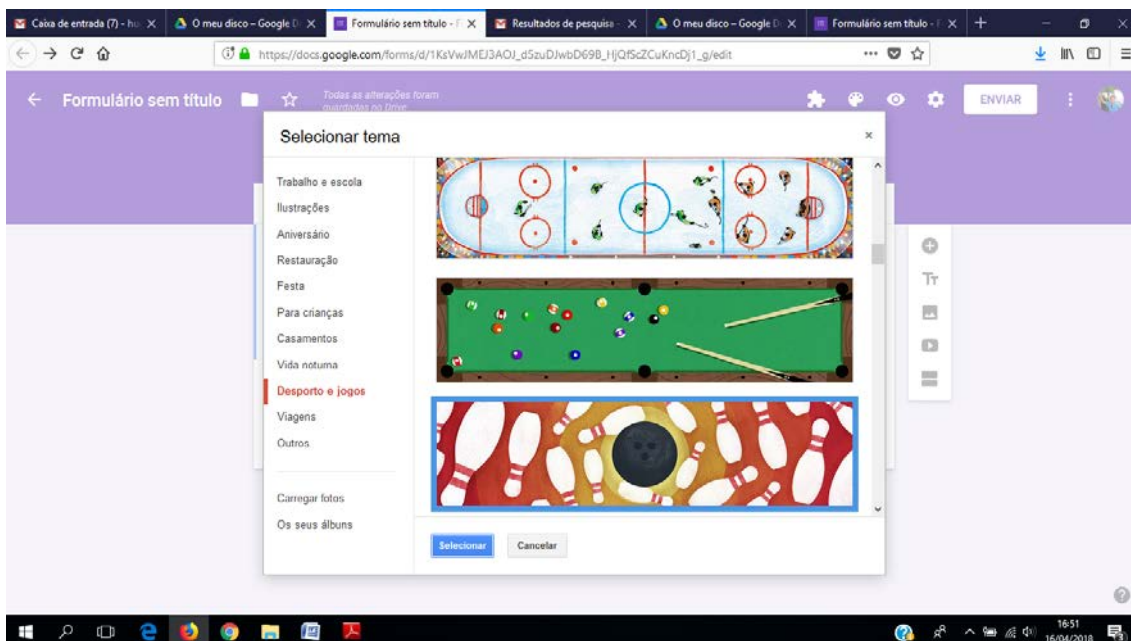 Caixa de entrada (7) - hu
O meu disco – Google D
Formulário sem título - F
Resultados de pesquisa -
O meu disco – Google D
Formulário sem título - F
https://docs.google.com/forms/d/1KsVwJMEJ3AOJ_d5zuDJwbD69B_HjQfScZCuKncDj1_g/edit
Formulário sem título
Todas as alterações foram
guardadas no Drive
ENVIAR
Selecionar tema
Trabalho e escola
Ilustrações
Aniversário
Restauração
Festa
Para crianças
Casamentos
Vida noturna
Desporto e jogos
Viagens
Outros
Carregar fotos
Os seus álbuns
Selecionar
Cancelar
Tт
16:51
16/04/2018